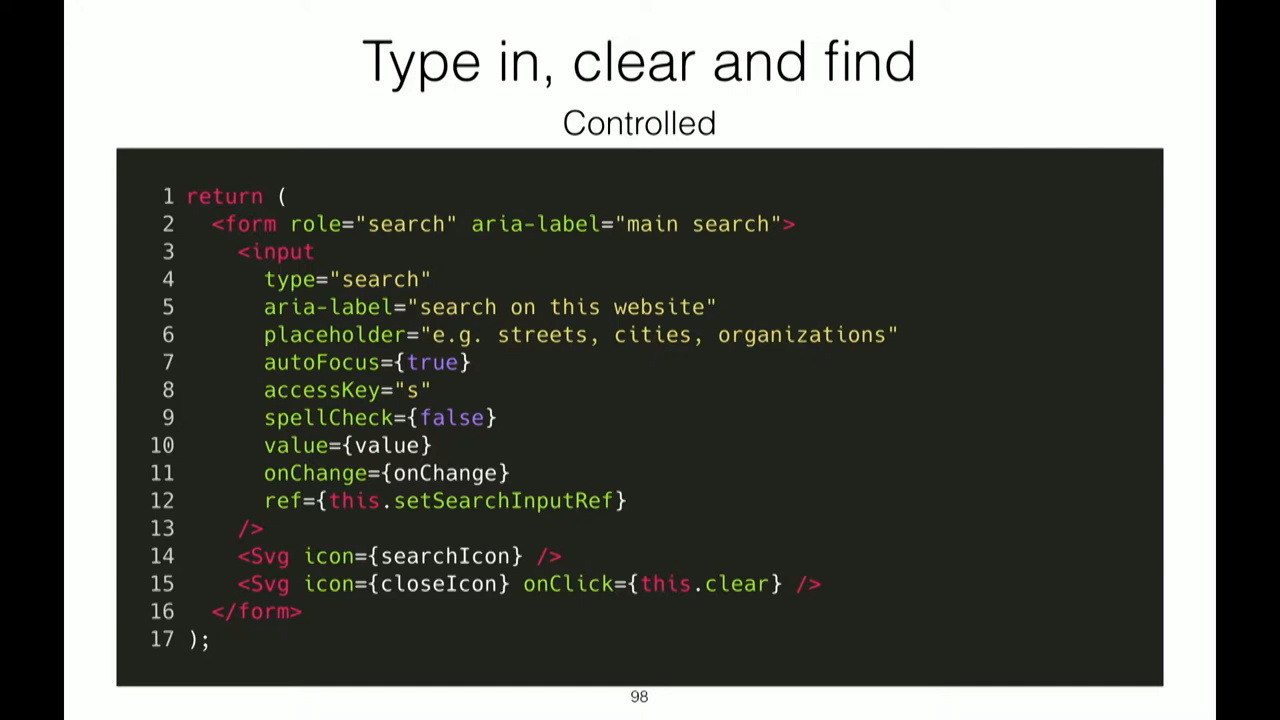 Type in, clear and find
Controlled
1 return (
2 <form role="search" aria-label="main search">
3 <input
4 type="search"
5 aria-label="search on this website"
6 placeholder="e.g. streets, cities, organizations"
7 autoFocus={true}
8 accessKey="s"
9 spellCheck={false}
10 value={value}
11 onChange={onChange}
12 ref={this.setSearchInputRef}
13 />
14 <Svg icon={searchIcon} />
15 <Svg icon={closeIcon} onClick={this.clear} />
16 </form>
17 );
98